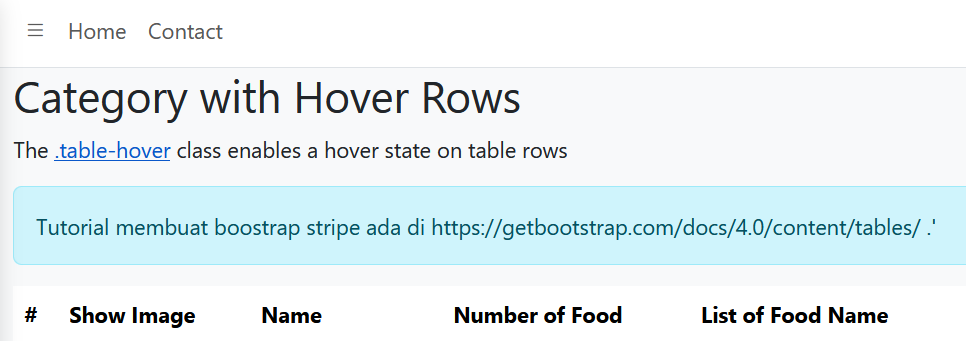 Home Contact
Category with Hover Rows
The .table-hover class enables a hover state on table rows
Tutorial membuat boostrap stripe ada di https://getbootstrap.com/docs/4.0/content/tables/ .'
# Show Image Name Number of Food List of Food Name